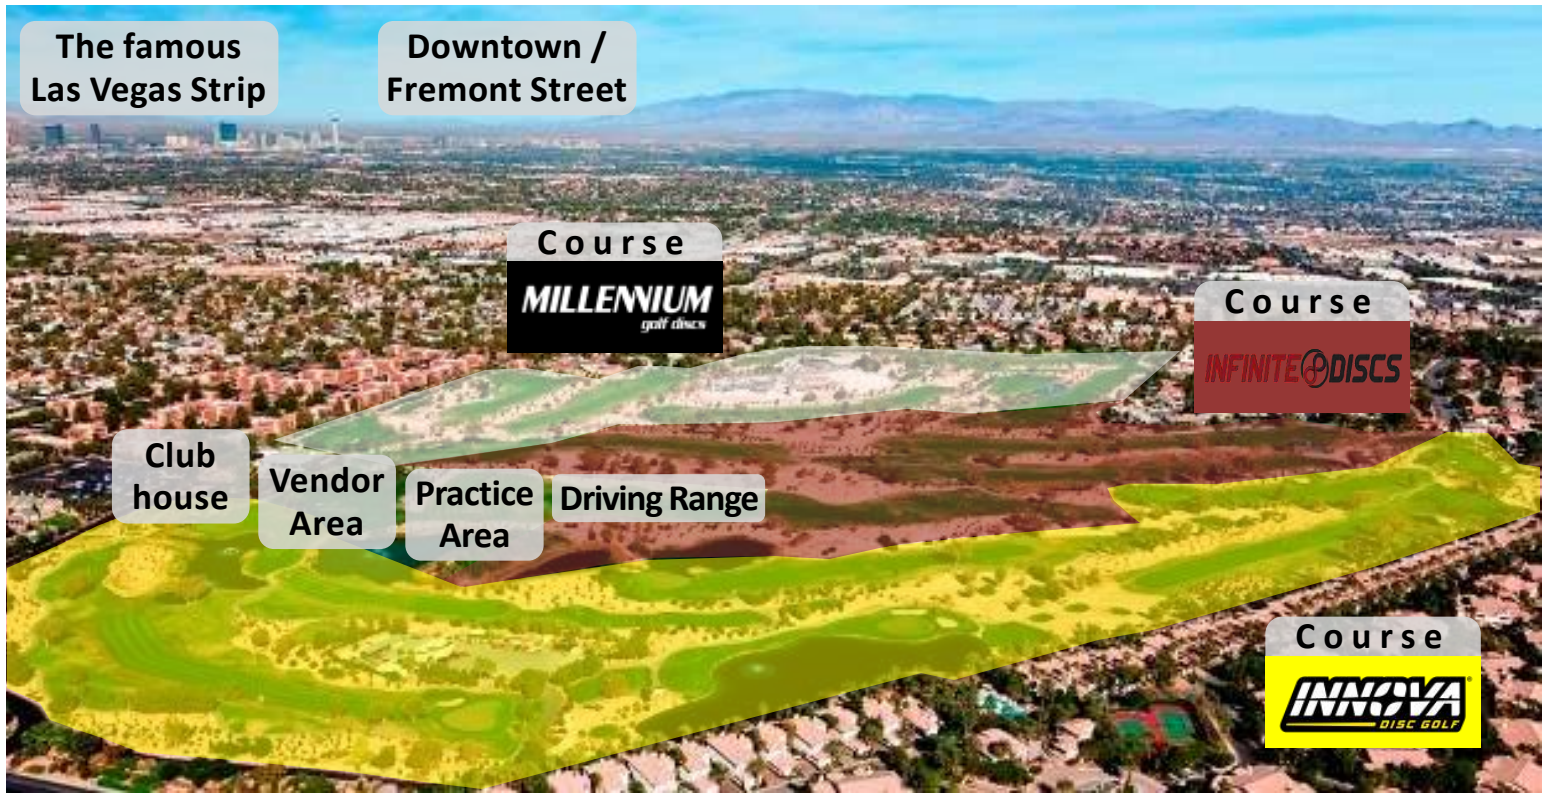 The famous
Las Vegas Strip
Downtown /
Fremont Street
Course
MILLENNIUM
golf discs
Course
INFINITE DISCS
Club
house
Vendor
Area
Practice
Area
Driving Range
Course
INNOVA®
DISC GOLF